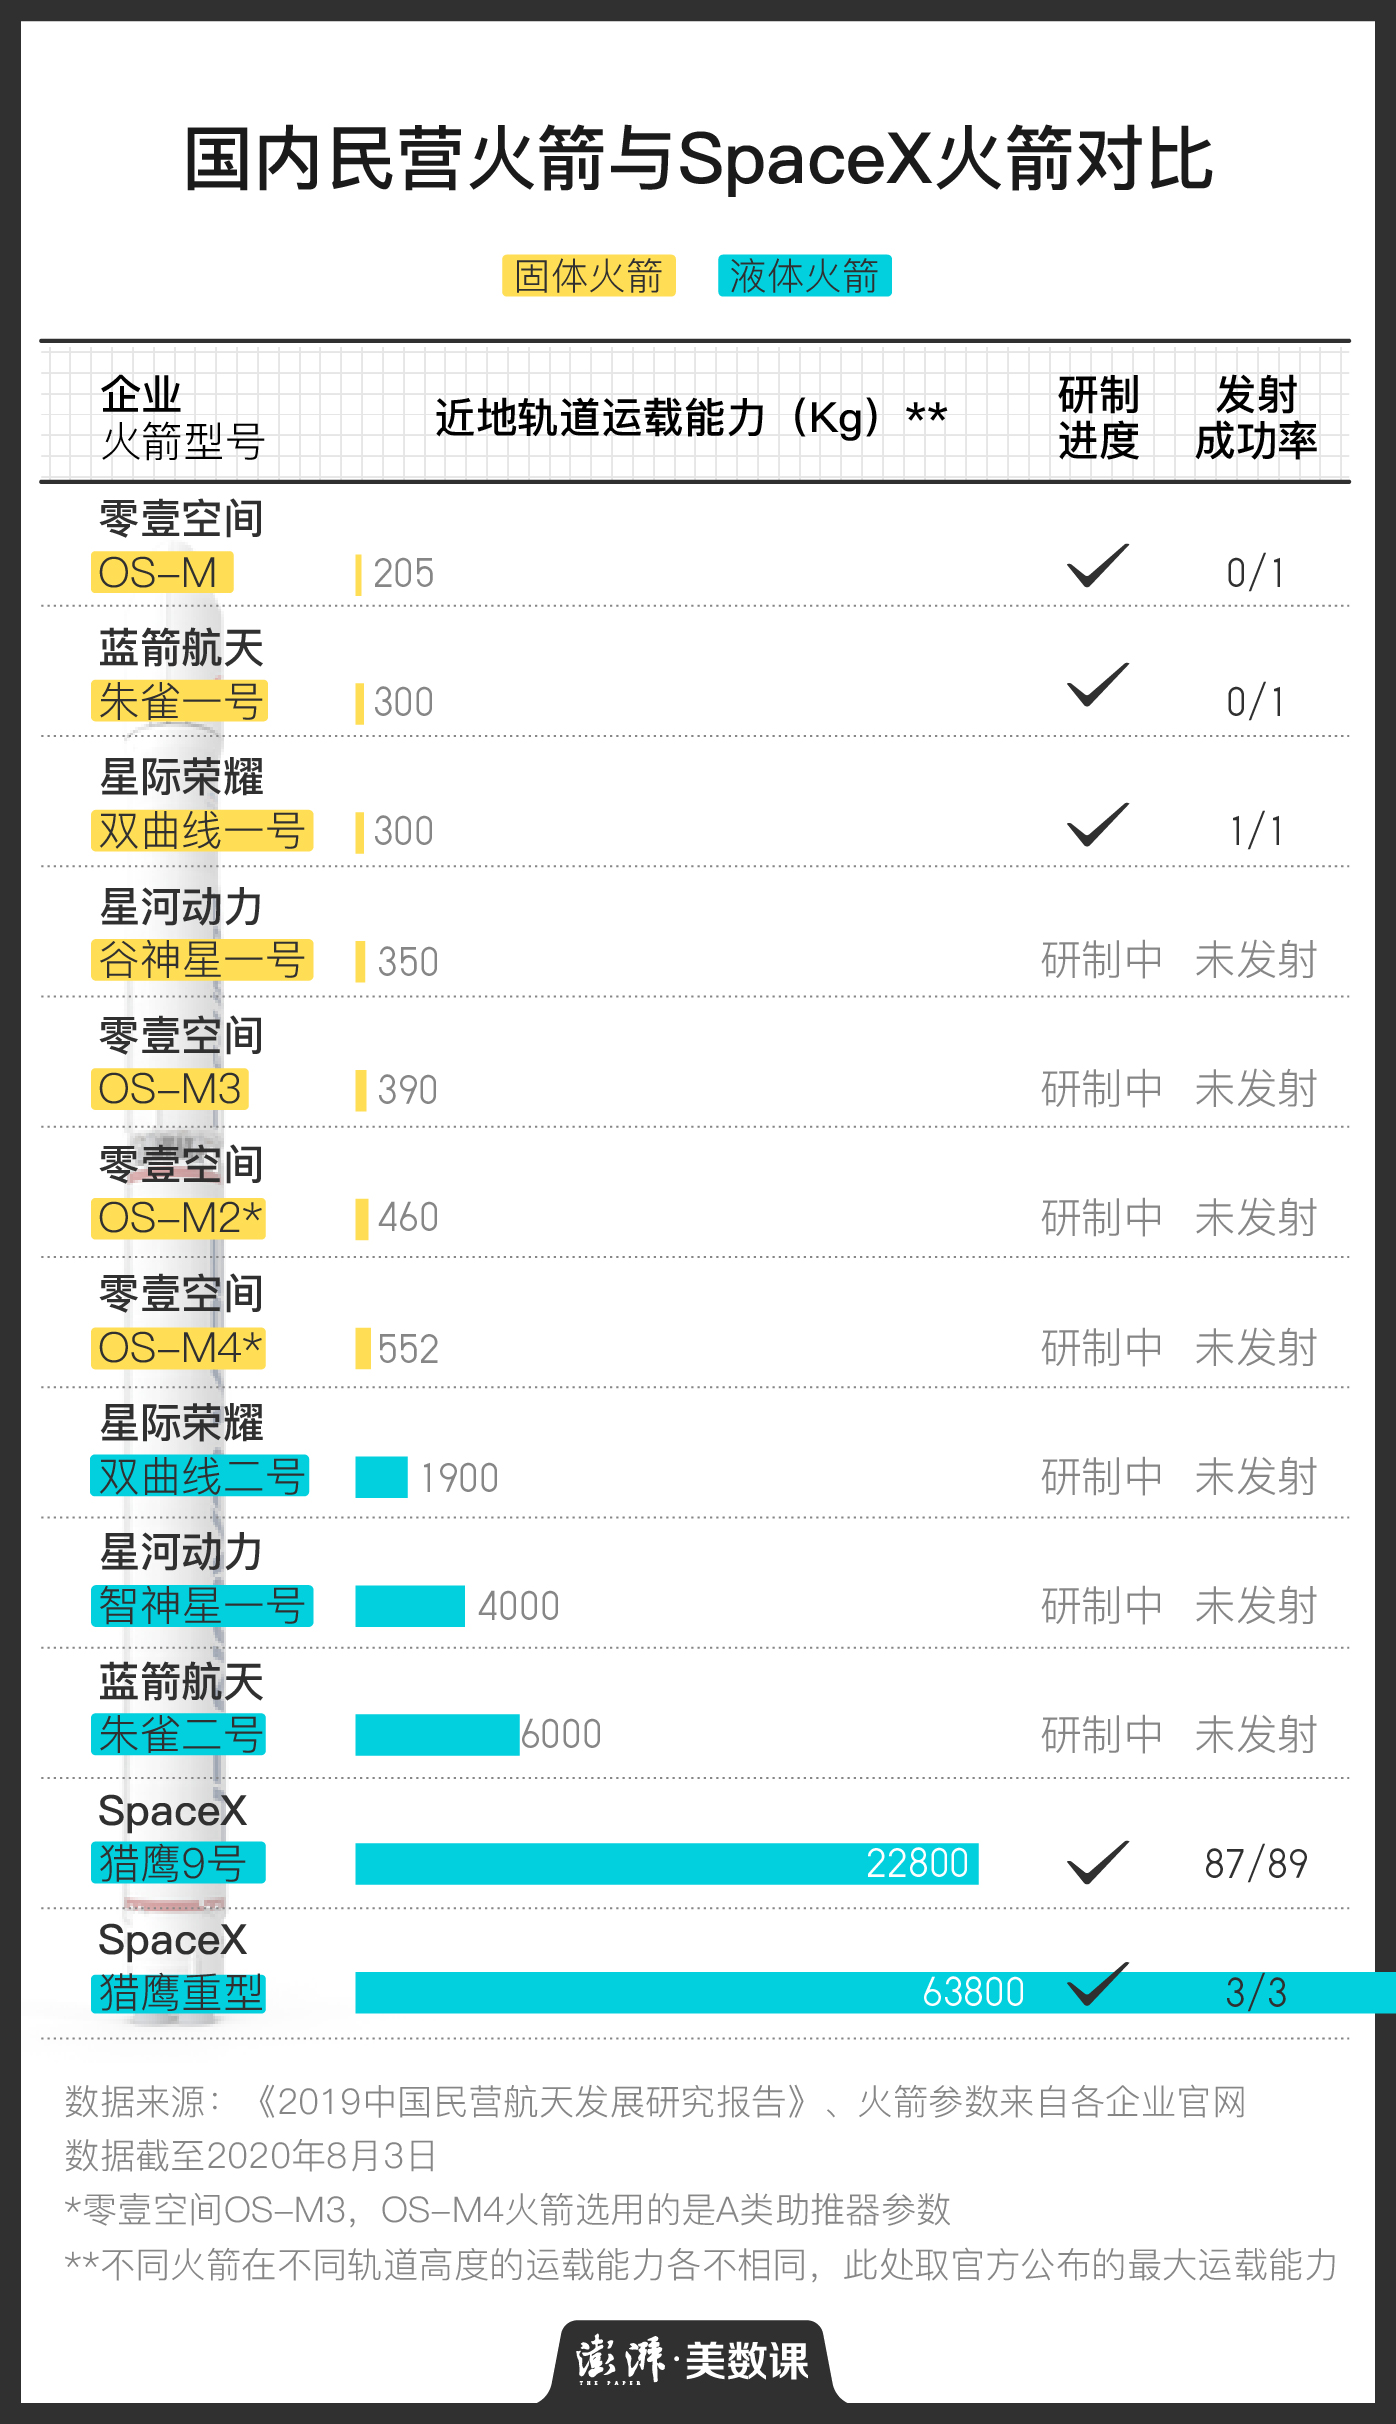 国内民营火箭与SpaceX火箭对比
固体火箭 液体火箭
企业
火箭型号
近地轨道运载能力（Kg）**
研制
进度
发射
成功率
零壹空间
OS-M 205 0/1
蓝箭航天
朱雀一号 300 0/1
星际荣耀
双曲线一号 300 1/1
星河动力
谷神星一号 350 研制中 未发射
零壹空间
OS-M3 390 研制中 未发射
零壹空间
OS-M2* 460 研制中 未发射
零壹空间
OS-M4* 552 研制中 未发射
星际荣耀
双曲线二号 1900 研制中 未发射
星河动力
智神星一号 4000 研制中 未发射
蓝箭航天
朱雀二号 6000 研制中 未发射
SpaceX
猎鹰9号 22800 87/89
SpaceX
猎鹰重型 63800 3/3
数据来源：《2019中国民营航天发展研究报告》、火箭参数来自各企业官网
数据截至2020年8月3日
*零壹空间OS-M3，OS-M4火箭选用的是A类助推器参数
**不同火箭在不同轨道高度的运载能力各不相同，此处取官方公布的最大运载能力
澎湃·美数课
THE PAPER